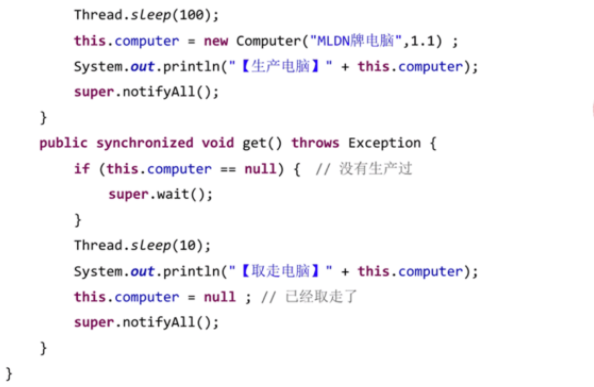 Thread.sleep(100);
this.computer = new Computer("MLDN牌电脑",1.1) ;
System.out.println("【生产电脑】" + this.computer);
super.notifyAll();
}
public synchronized void get() throws Exception {
if (this.computer == null) { // 没有生产过
super.wait();
}
Thread.sleep(10);
System.out.println("【取走电脑】" + this.computer);
this.computer = null ; // 已经取走了
super.notifyAll();
}
}